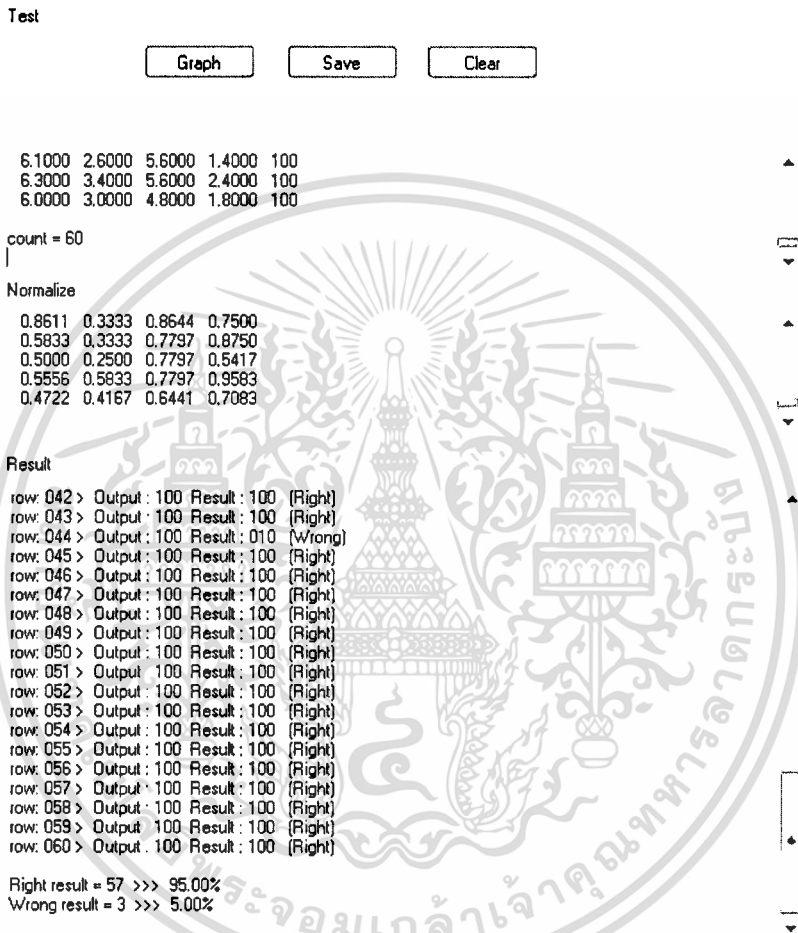 Test
Graph Save Clear
6.1000 2.6000 5.6000 1.4000 100
6.3000 3.4000 5.6000 2.4000 100
6.0000 3.0000 4.8000 1.8000 100
count = 60
Normalize
0.8611 0.3333 0.8644 0.7500
0.5833 0.3333 0.7797 0.8750
0.5000 0.2500 0.7797 0.5417
0.5556 0.5833 0.7797 0.9583
0.4722 0.4167 0.6441 0.7083
Result
row: 042 > Output : 100 Result : 100 (Right)
row: 043 > Output : 100 Result : 100 (Right)
row: 044 > Output : 100 Result : 010 (Wrong)
row: 045 > Output : 100 Result : 100 (Right)
row: 046 > Output : 100 Result : 100 (Right)
row: 047 > Output : 100 Result : 100 (Right)
row: 048 > Output : 100 Result : 100 (Right)
row: 049 > Output : 100 Result : 100 (Right)
row: 050 > Output : 100 Result : 100 (Right)
row: 051 > Output : 100 Result : 100 (Right)
row: 052 > Output : 100 Result : 100 (Right)
row: 053 > Output : 100 Result : 100 (Right)
row: 054 > Output : 100 Result : 100 (Right)
row: 055 > Output : 100 Result : 100 (Right)
row: 056 > Output : 100 Result : 100 (Right)
row: 057 > Output : 100 Result : 100 (Right)
row: 058 > Output : 100 Result : 100 (Right)
row: 059 > Output : 100 Result : 100 (Right)
row: 060 > Output : 100 Result : 100 (Right)
Right result = 57 >>> 95.00%
Wrong result = 3 >>> 5.00%